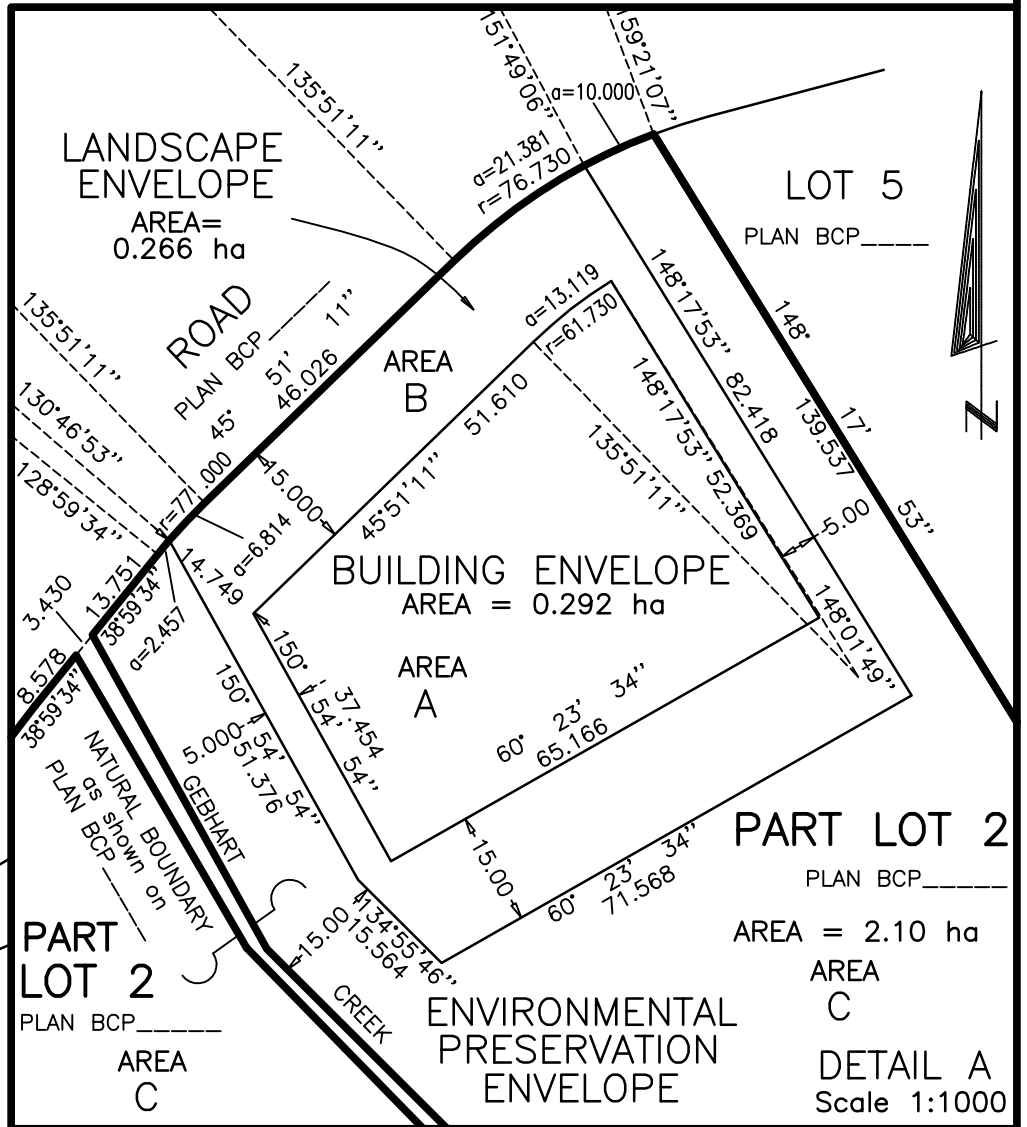 135°51'11"
151°49'06"
159°21'07"
a=10.000
LANDSCAPE
ENVELOPE
AREA=
0.266 ha
a=21.381
r=76.730
LOT 5
PLAN BCP____
135°51'11"
ROAD
PLAN BCP
45° 51' 11"
46.026
AREA
B
a=13.119
r=61.730
148°17'53" 82.418
148° 17' 53"
139.537
130°46'53"
128°59'34"
r=77.000
a=6.814
15.000
51.610
45°51'11"
148°17'53" 52.369
135°51'11"
5.00
BUILDING ENVELOPE
AREA = 0.292 ha
3.430
13.751
38°59'34"
a=2.457
14.749
148°01'49"
8.578
38°59'34"
AREA
A
150° 54' 54"
37.454
150° 54' 54"
51.376
5.000
60° 23' 34"
65.166
NATURAL BOUNDARY
as shown on
PLAN BCP
GEBHART
CREEK
15.00
60° 23' 34"
71.568
PART LOT 2
PLAN BCP_____
AREA = 2.10 ha
AREA
C
15.00
134°55'46"
15.564
PART
LOT 2
PLAN BCP_____
AREA
C
ENVIRONMENTAL
PRESERVATION
ENVELOPE
DETAIL A
Scale 1:1000
N